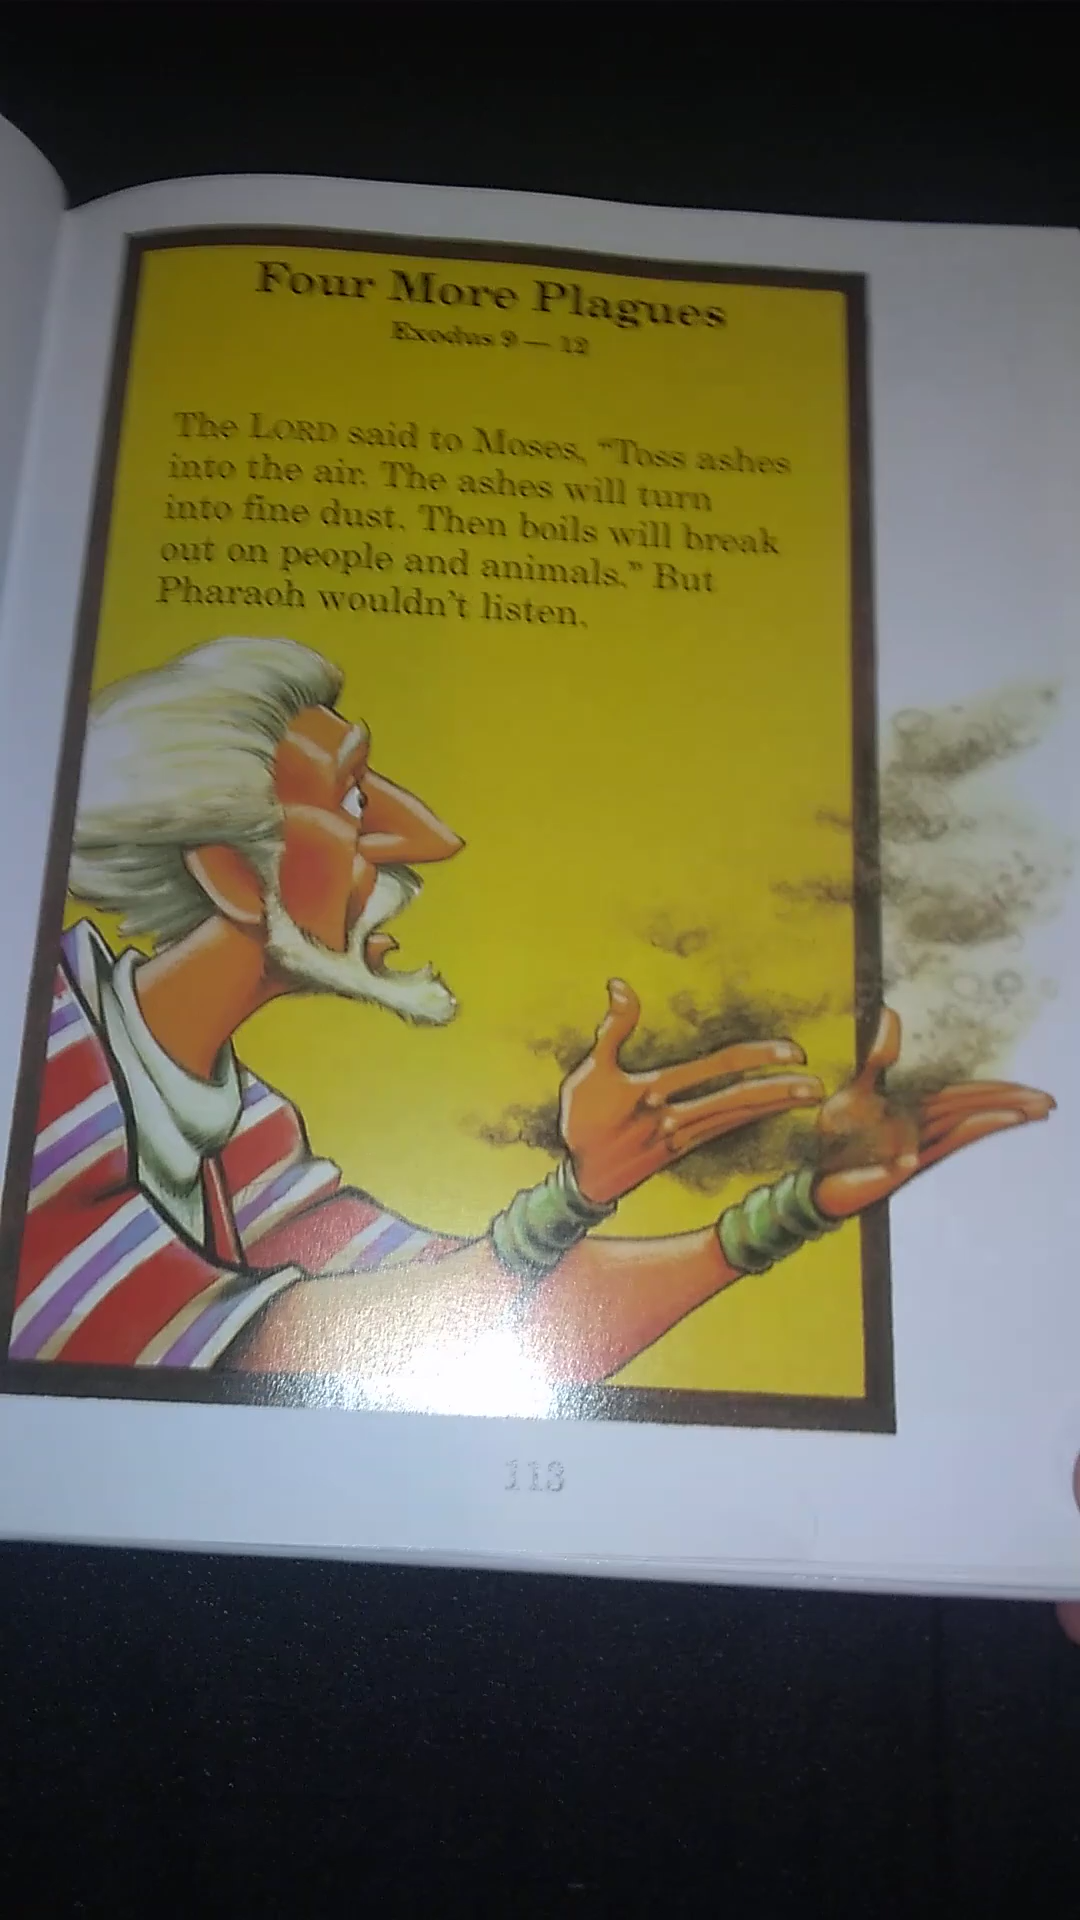 Four More Plagues
Exodus 9 — 12
The LORD said to Moses, “Toss ashes
into the air. The ashes will turn
into fine dust. Then boils will break
out on people and animals.” But
Pharaoh wouldn’t listen.
113